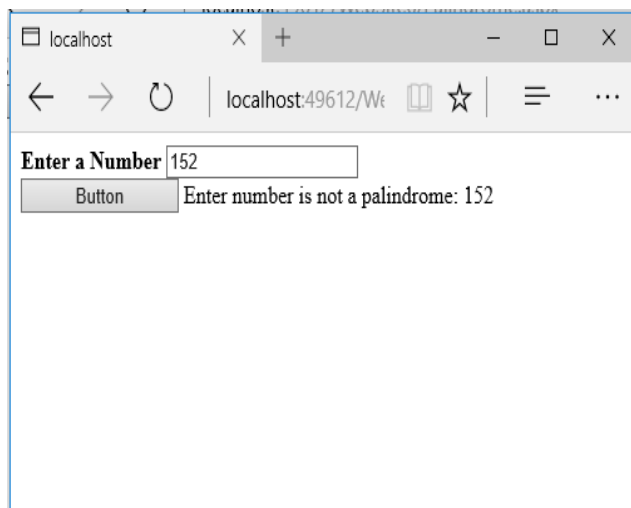 localhost
localhost:49612/We
Enter a Number 152
Button Enter number is not a palindrome: 152